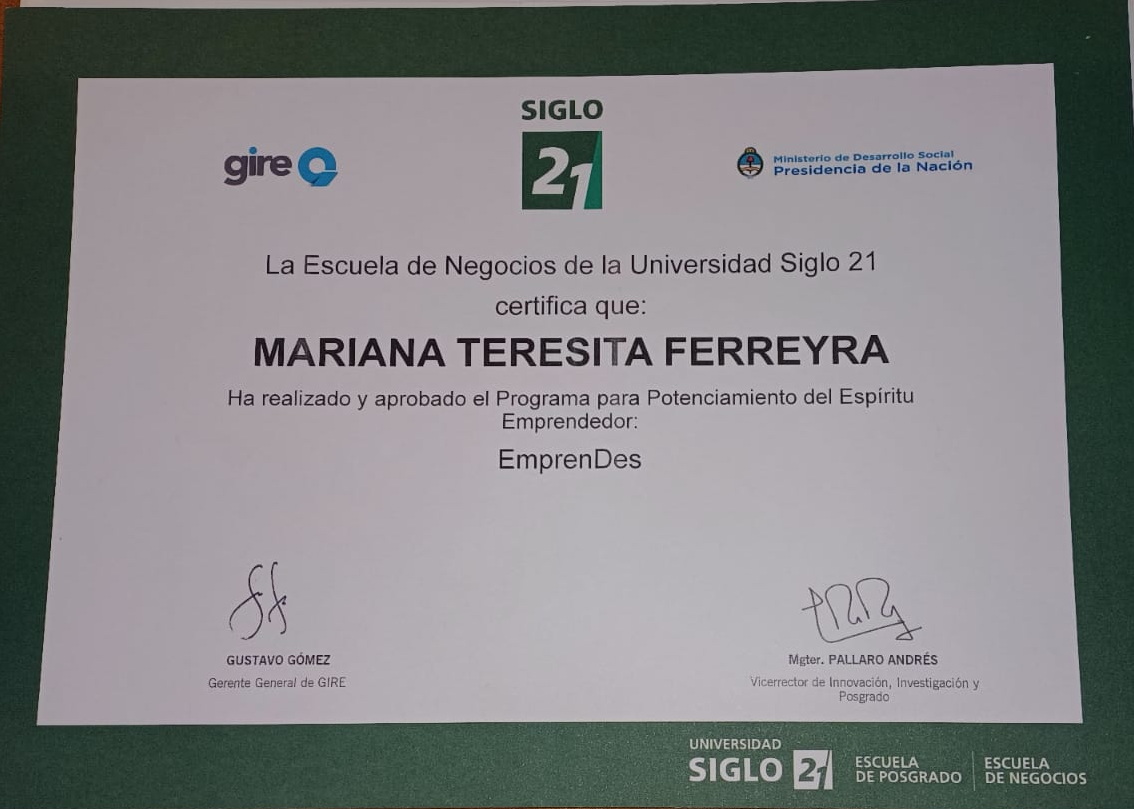 SIGLO
21
gire
Ministerio de Desarrollo Social
Presidencia de la Nación
La Escuela de Negocios de la Universidad Siglo 21
certifica que:
MARIANA TERESITA FERREYRA
Ha realizado y aprobado el Programa para Potenciamiento del Espíritu
Emprendedor:
EmprenDes
GUSTAVO GÓMEZ
Gerente General de GIRE
Mgter. PALLARO ANDRÉS
Vicerrector de Innovación, Investigación y
Posgrado
UNIVERSIDAD
SIGLO 21
ESCUELA
DE POSGRADO
ESCUELA
DE NEGOCIOS